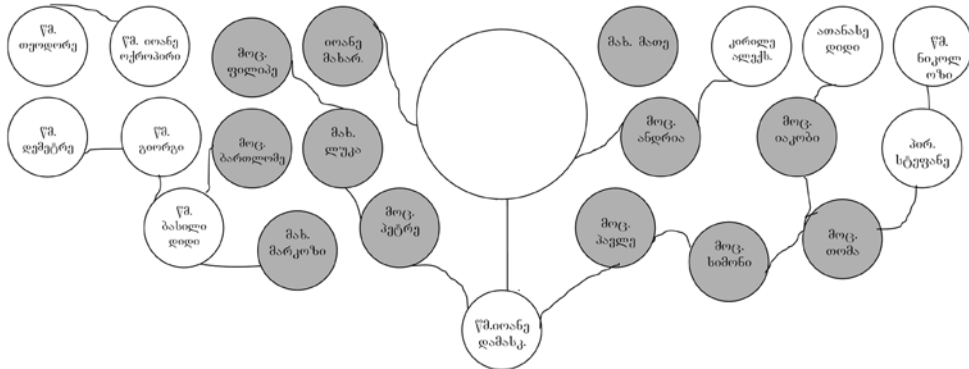 წმ.
თეოდორე
წმ. იოანე
ოქროპირი
მოც.
ფილიპე
იოანე
მახარ.
მახ. მათე
კირილე
ალექს.
ათანასე
დიდი
წმ.
ნიკოლ
ოზი
წმ.
დემეტრე
წმ.
გიორგი
მოც.
ბართლომე
მახ.
ლუკა
მოც.
ანდრია
მოც.
იაკობი
პირ.
სტეფანე
წმ.
ბასილი
დიდი
მახ.
მარკოზი
მოც.
პეტრე
მოც.
პავლე
მოც.
სიმონი
მოც.
თომა
წმ.იოანე
დამასკ.